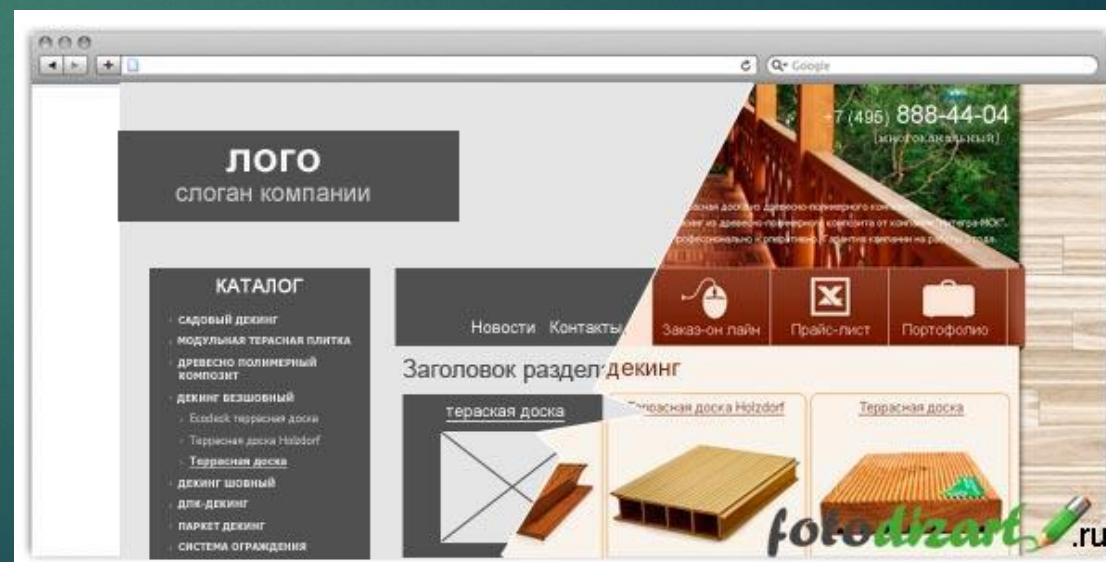 Google
+7 (495) 888-44-04
(многоканальный)
ЛОГО
слоган компании
КАТАЛОГ
САДОВЫЙ ДЕКИНГ
МОДУЛЬНАЯ ТЕРАСНАЯ ПЛИТКА
ДРЕВЕСНО ПОЛИМЕРНЫЙ
КОМПОЗИТ
ДЕКИНГ БЕЗШОВНЫЙ
Ecodeck террасная доска
Террасная доска Holzdorf
Террасная доска
ДЕКИНГ ШОВНЫЙ
ДПК-ДЕКИНГ
ПАРКЕТ ДЕКИНГ
СИСТЕМА ОГРАЖДЕНИЯ
Новости Контакты Заказ-он лайн Прайс-лист Портофолио
Заголовок раздел декинг
тераская доска
Террасная доска Holzdorf
Террасная доска
fotodizart.ru